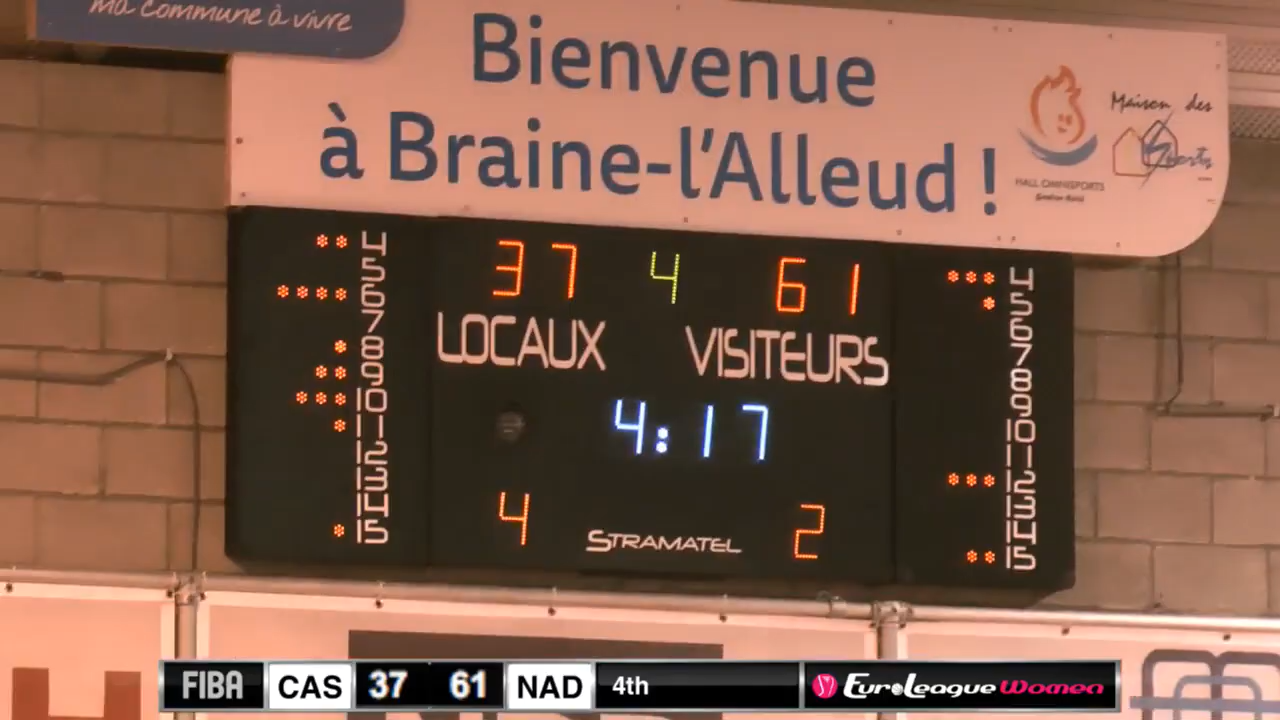 ma commune à vivre
Bienvenue
à Braine-l'Alleud !
HALL OMNISPORTS
Maison des
Sports
37 4 61
LOCAUX VISITEURS
4:17
4 STRAMATEL 2
4
5
6
7
8
9
10
11
12
13
14
15
4
5
6
7
8
9
10
11
12
13
14
15
FIBA CAS 37 61 NAD 4th EuroLeague Women